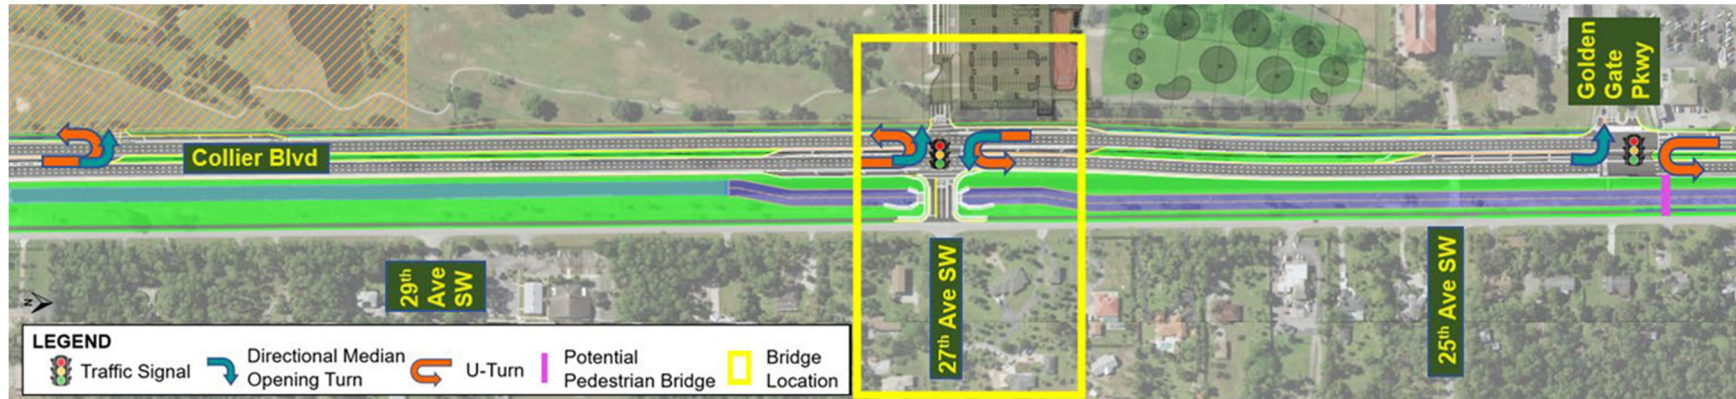 Golden
Gate
Pkwy
Collier Blvd
29th
Ave
SW
27th Ave SW
25th Ave SW
N
LEGEND
Traffic Signal
Directional Median
Opening Turn
U-Turn
Potential
Pedestrian Bridge
Bridge
Location